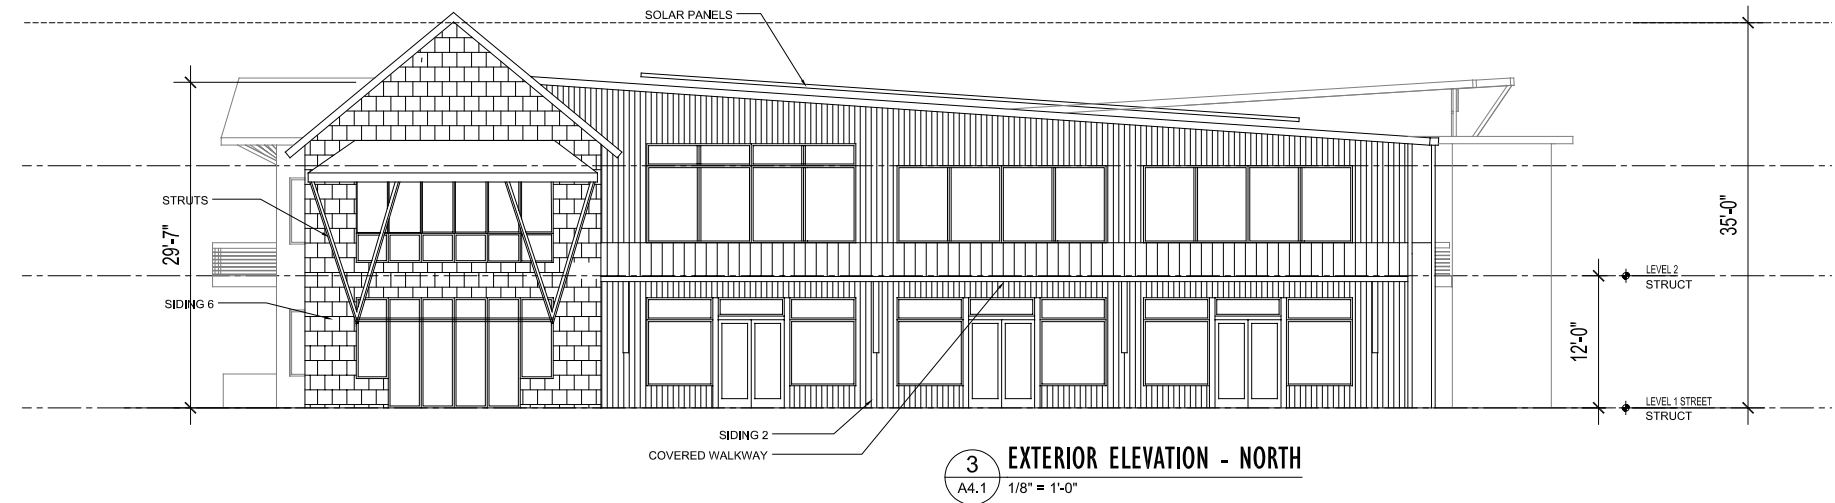 SOLAR PANELS
STRUTS
29'-7"
35'-0"
LEVEL 2
STRUCT
SIDING 6
12'-0"
LEVEL 1 STREET
STRUCT
SIDING 2
COVERED WALKWAY
3
A4.1
EXTERIOR ELEVATION - NORTH
1/8" = 1'-0"